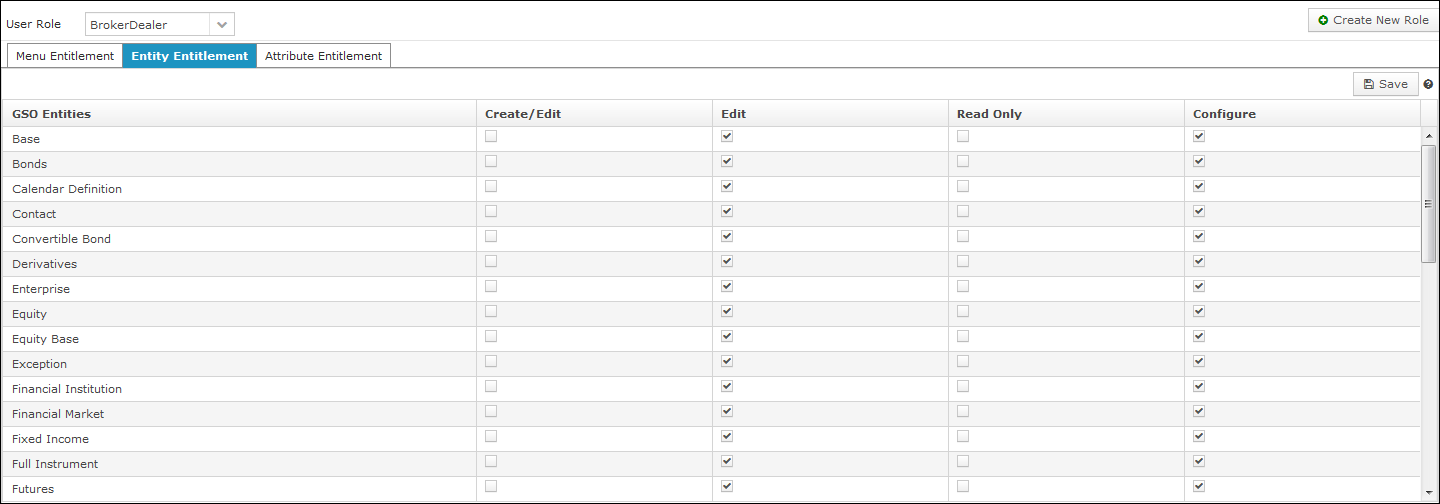 User Role BrokerDealer Create New Role
Menu Entitlement Entity Entitlement Attribute Entitlement
Save
GSO Entities Create/Edit Edit Read Only Configure
Base
Bonds
Calendar Definition
Contact
Convertible Bond
Derivatives
Enterprise
Equity
Equity Base
Exception
Financial Institution
Financial Market
Fixed Income
Full Instrument
Futures